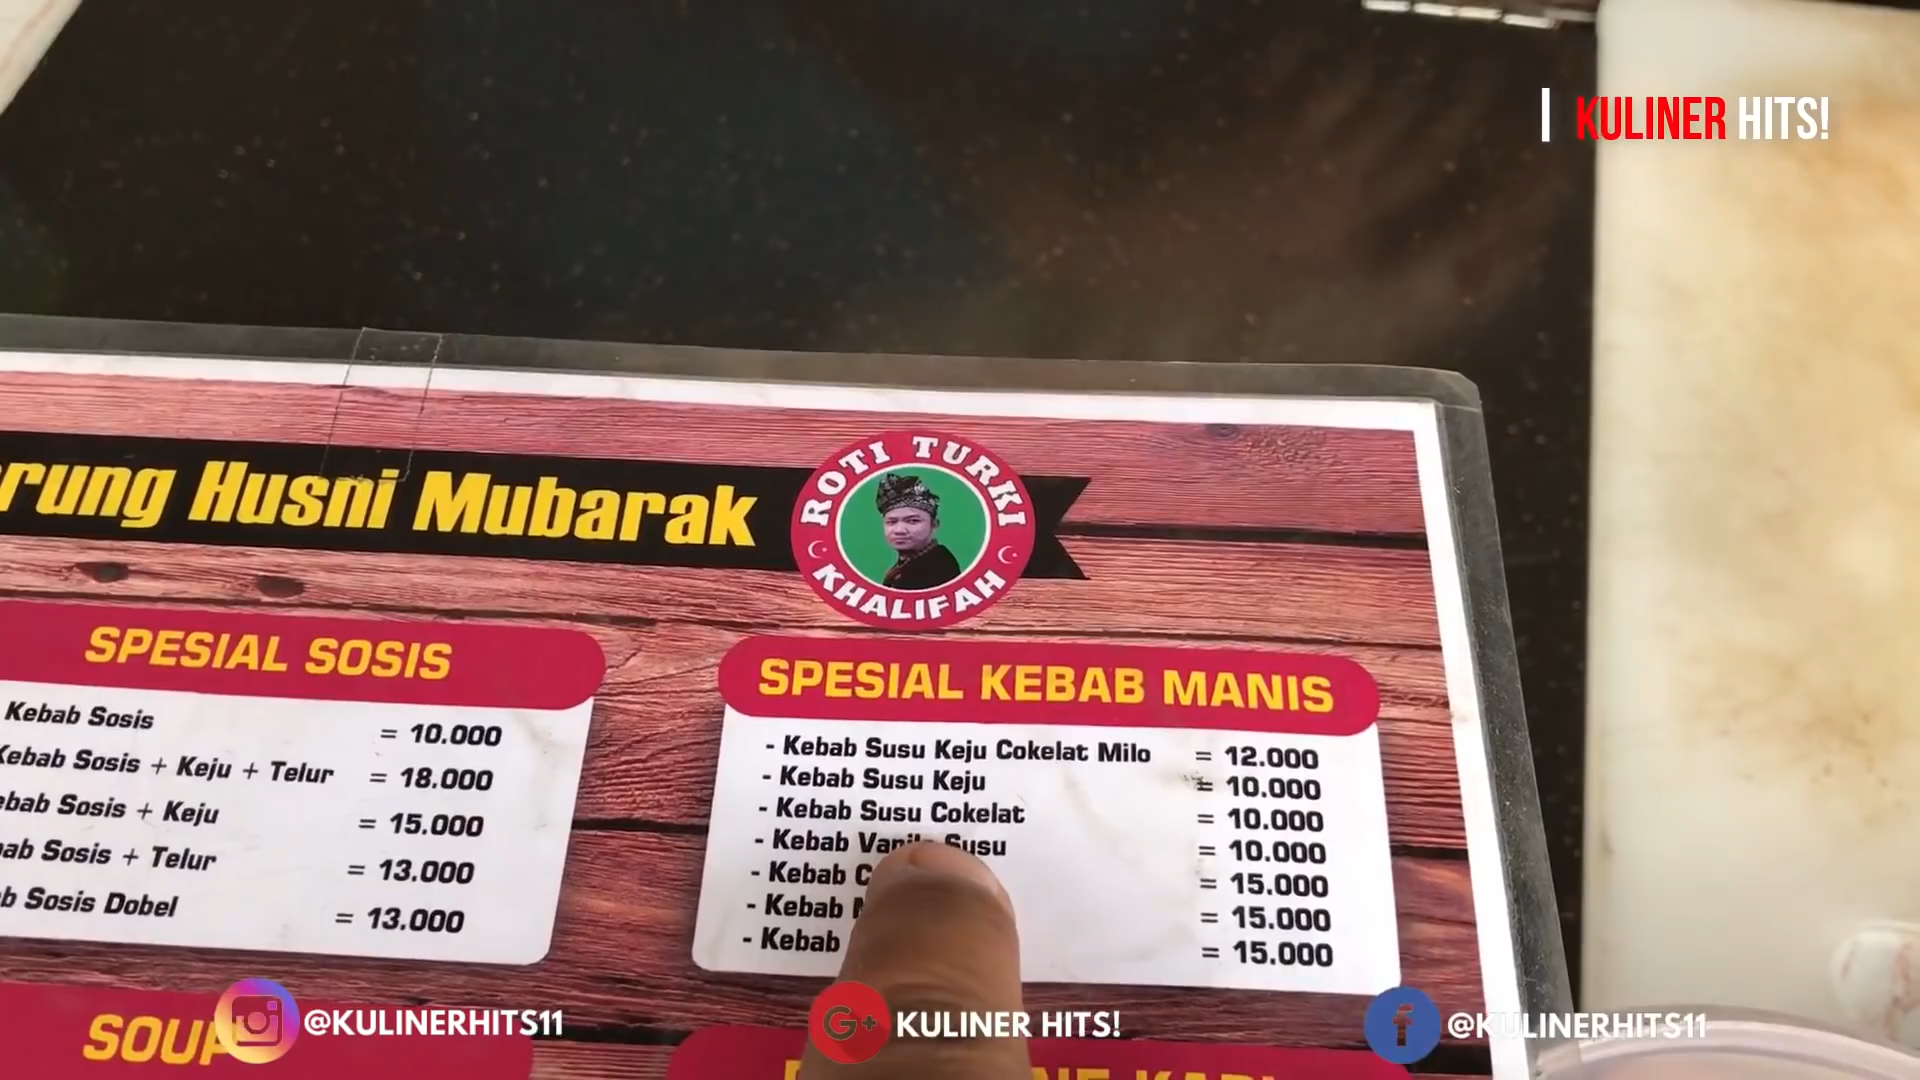 KULINER HITS!
Husni Mubarak
ROTI TURKI
KHALIFAH
SPESIAL SOSIS
Kebab Sosis = 10.000
Kebab Sosis + Keju + Telur = 18.000
Sosis + Keju = 15.000
Sosis + Telur = 13.000
Sosis Dobel = 13.000
SPESIAL KEBAB MANIS
- Kebab Susu Keju Cokelat Milo = 12.000
- Kebab Susu Keju = 10.000
- Kebab Susu Cokelat = 10.000
- Kebab Vanila Susu = 10.000
- Kebab = 15.000
- Kebab = 15.000
- Kebab = 15.000
SOUP
@KULINERHITS11
G+ KULINER HITS!
f @KULINERHITS11